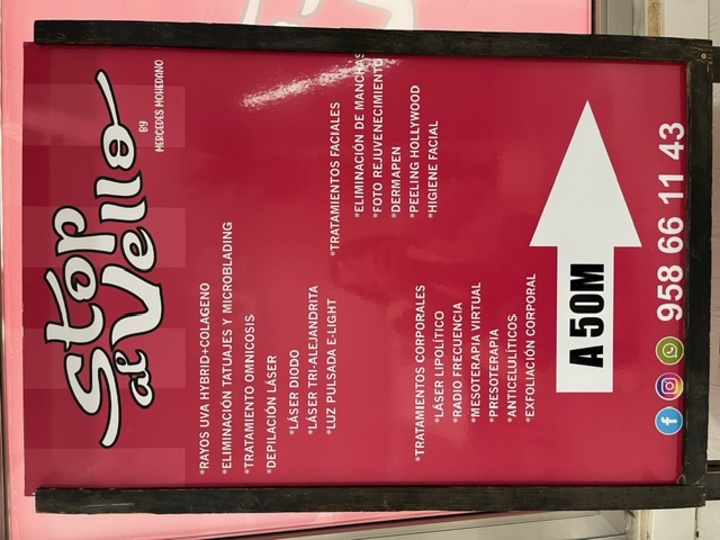 Stop
al Vello
BY
MERCEDES MOHEDANO
*RAYOS UVA HYBRID+COLAGENO
*ELIMINACIÓN TATUAJES Y MICROBLADING
*TRATAMIENTO OMNICOSIS
*DEPILACIÓN LÁSER
*LÁSER DIODO
*LÁSER TRI-ALEJANDRITA
*LUZ PULSADA E-LIGHT
*TRATAMIENTOS FACIALES
*ELIMINACIÓN DE MANCHAS
*FOTO REJUVENECIMIENTO
*DERMAPEN
*PEELING HOLLYWOOD
*HIGIENE FACIAL
*TRATAMIENTOS CORPORALES
*LÁSER LIPOLÍTICO
*RADIO FRECUENCIA
*MESOTERAPIA VIRTUAL
*PRESOTERAPIA
*ANTICELULÍTICOS
*EXFOLIACIÓN CORPORAL
A 50M
958 66 11 43